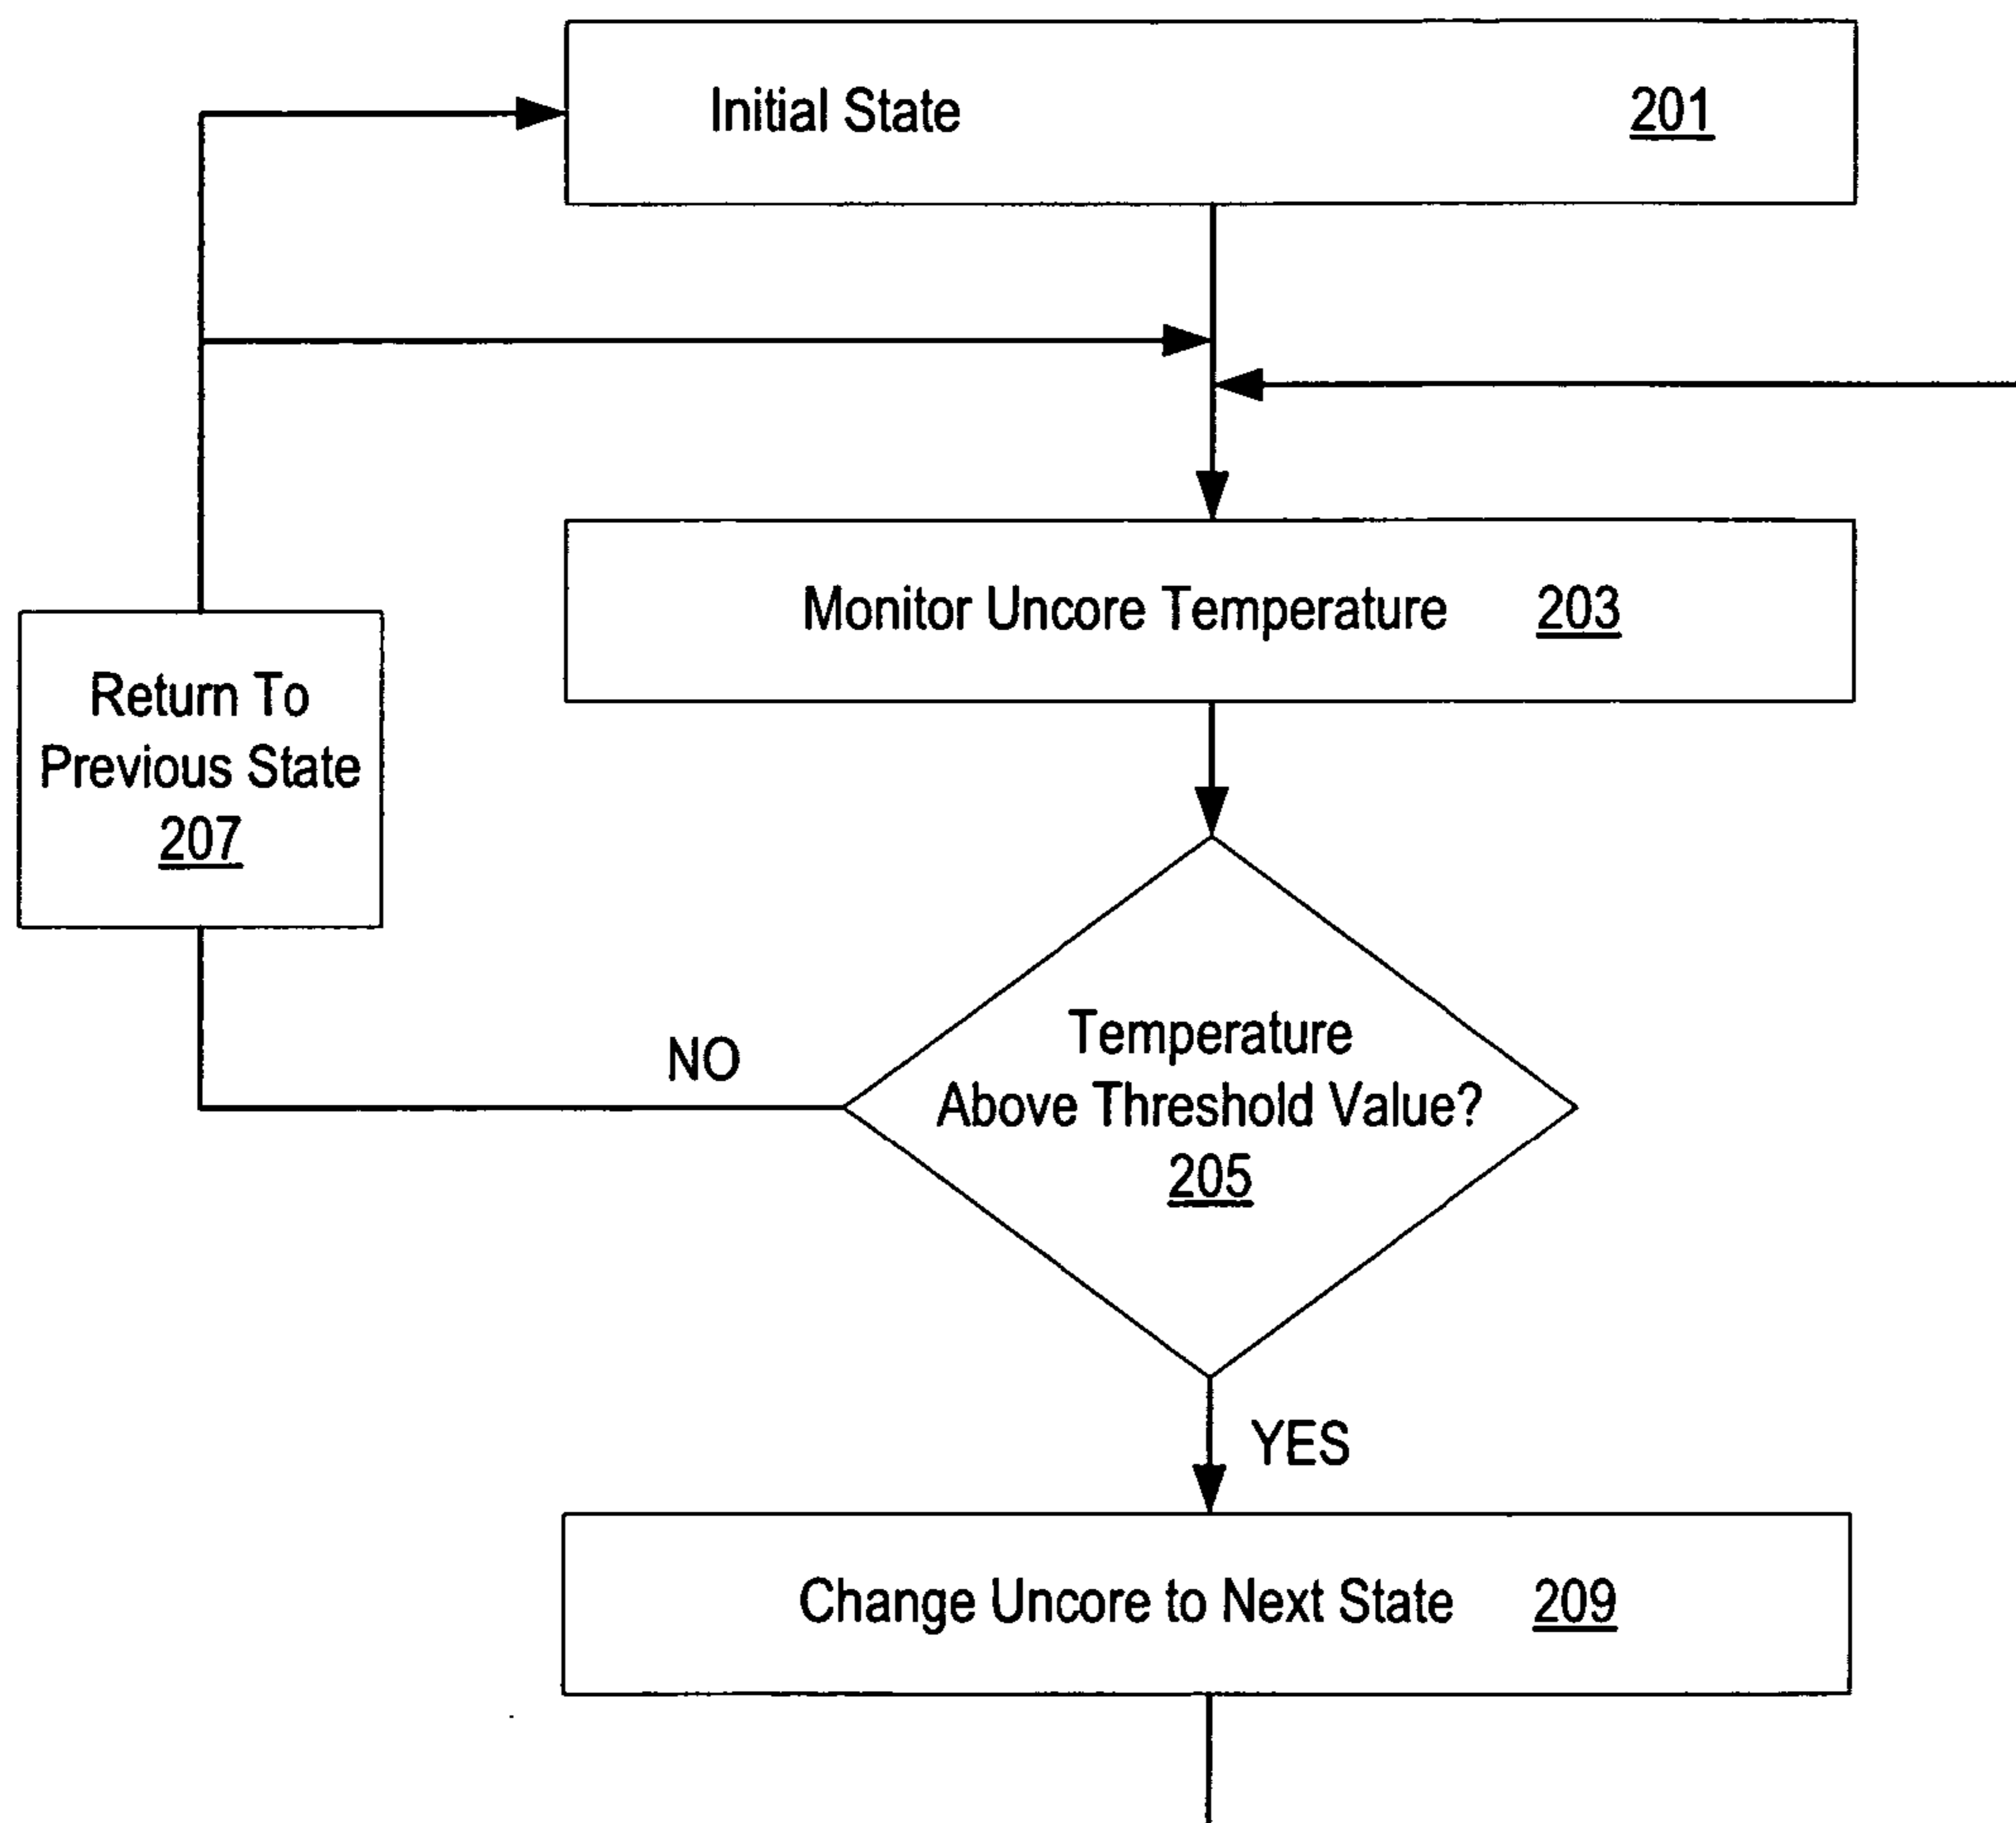 Initial State 201
Monitor Uncore Temperature 203
Return To
Previous State
207
Temperature
Above Threshold Value?
205
NO
YES
Change Uncore to Next State 209